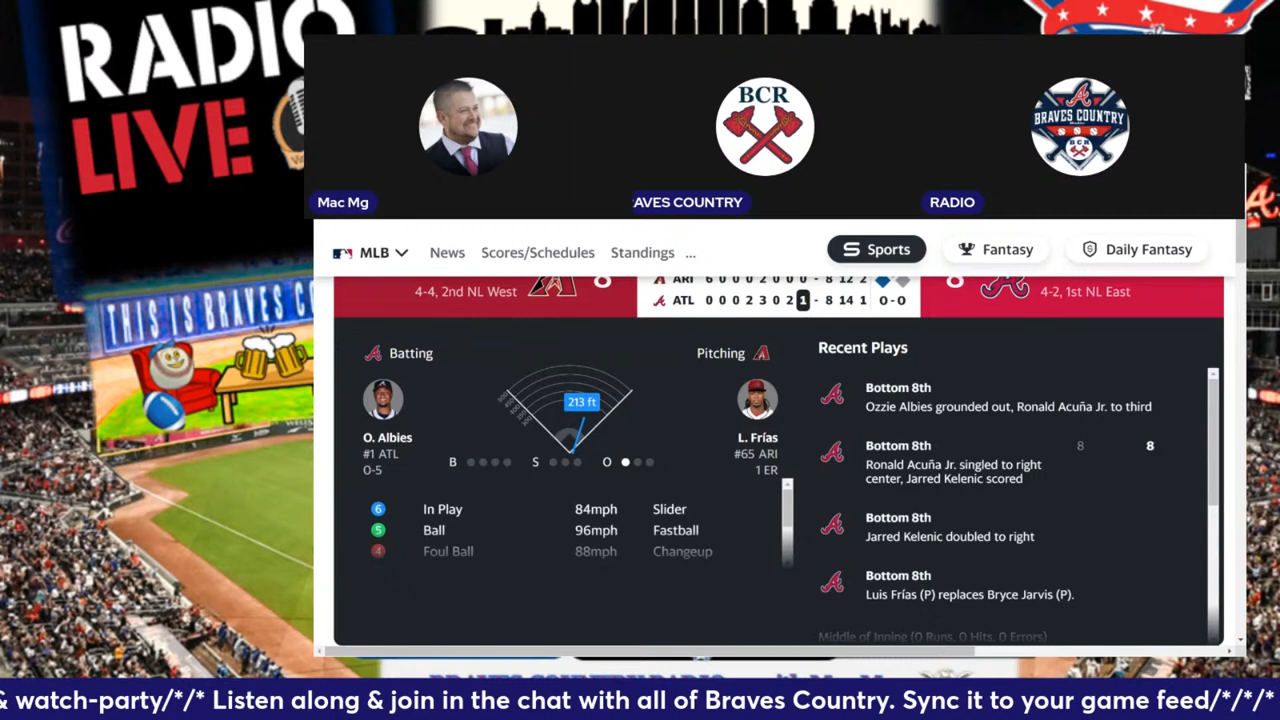 RADIO
LIVE
THIS IS BRAVES CO
BCR
BRAVES COUNTRY
BCR
Mac Mg
AVES COUNTRY
RADIO
MLB
News
Scores/Schedules
Standings
...
Sports
Fantasy
Daily Fantasy
4-4, 2nd NL West
8
ARI 6 0 0 0 2 0 0 0 - 8 12 2
ATL 0 0 0 2 3 0 2 1 - 8 14 1
0-0
8
4-2, 1st NL East
Batting
Pitching
213 ft
O. Albies
#1 ATL
0-5
L. Frías
#65 ARI
1 ER
B
S
O
6 In Play 84mph Slider
5 Ball 96mph Fastball
4 Foul Ball 88mph Changeup
Recent Plays
Bottom 8th
Ozzie Albies grounded out, Ronald Acuña Jr. to third
Bottom 8th 8 8
Ronald Acuña Jr. singled to right
center, Jarred Kelenic scored
Bottom 8th
Jarred Kelenic doubled to right
Bottom 8th
Luis Frías (P) replaces Bryce Jarvis (P).
Middle of Inning (0 Runs, 0 Hits, 0 Errors)
& watch-party/*/* Listen along & join in the chat with all of Braves Country. Sync it to your game feed/*/*/*